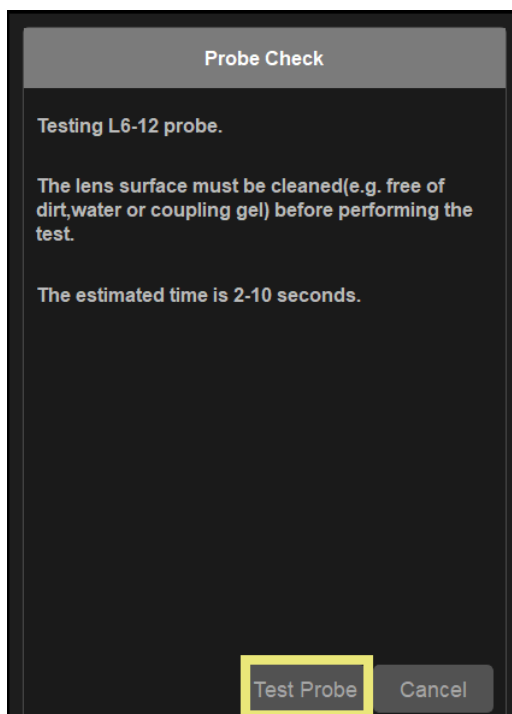 Probe Check
Testing L6-12 probe.
The lens surface must be cleaned(e.g. free of
dirt,water or coupling gel) before performing the
test.
The estimated time is 2-10 seconds.
Test Probe
Cancel